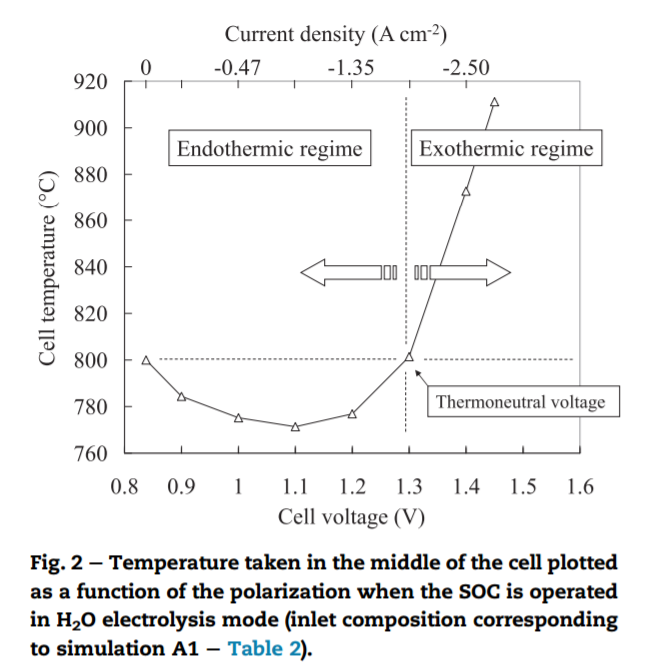 Current density (A cm⁻²)
0 -0.47 -1.35 -2.50
920
900
Endothermic regime Exothermic regime
880
860
840
820
800
780
Thermoneutral voltage
760
Cell temperature (°C)
0.8 0.9 1 1.1 1.2 1.3 1.4 1.5 1.6
Cell voltage (V)
Fig. 2 – Temperature taken in the middle of the cell plotted
as a function of the polarization when the SOC is operated
in H₂O electrolysis mode (inlet composition corresponding
to simulation A1 – Table 2).